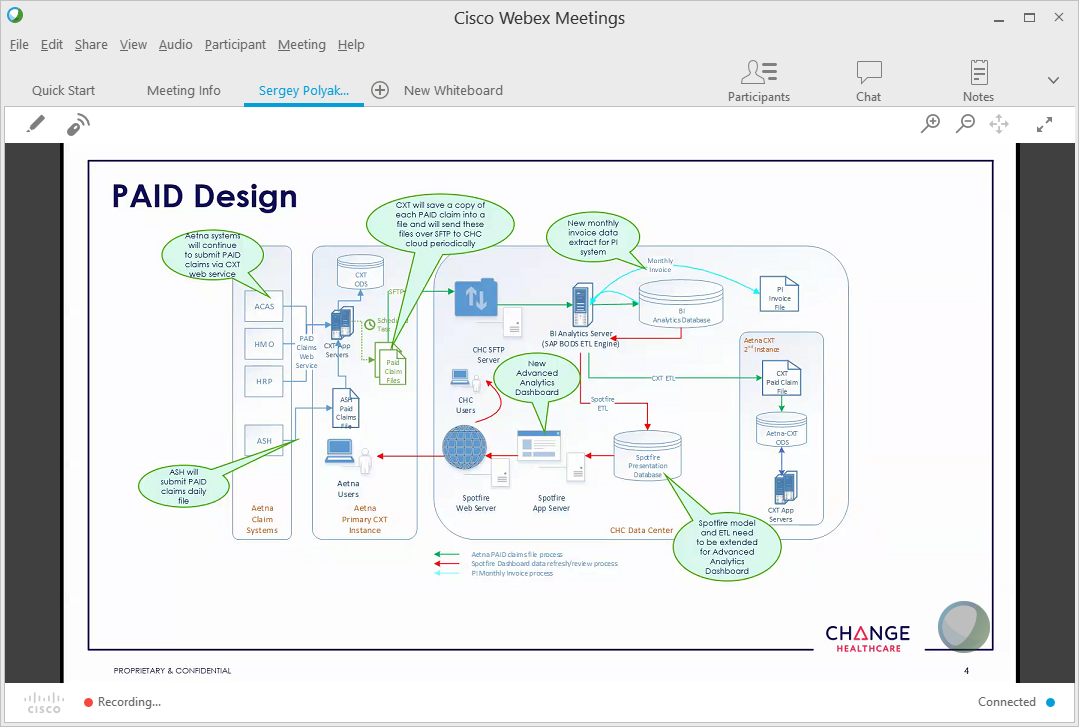 Cisco Webex Meetings
File Edit Share View Audio Participant Meeting Help
Quick Start
Meeting Info
Sergey Polyak...
New Whiteboard
Participants
Chat
Notes
PAID Design
Aetna systems
will continue
to submit PAID
claims via CXT
web service
CXT will save a copy of
each PAID claim into a
file and will send these
files over SFTP to CHC
cloud periodically
New monthly
invoice data
extract for PI
system
Monthly
Invoice
ACAS
HMO
HRP
ASH
PAID
Claims
Web
Service
CXT
ODS
SFTP
CXT App
Servers
Paid
Claim
Files
ASH
Paid
Claims
File
CHC SFTP
Server
BI Analytics Server
(SAP BODS ETL Engine)
BI
Analytics Database
PI
Invoice
File
Aetna CXT
2nd Instance
CXT
Paid Claim
File
CXT ETL
Aetna-CXT
ODS
CXT App
Servers
New
Advanced
Analytics
Dashboard
Spotfire
ETL
CHC
Users
Spotfire
Presentation
Database
Spotfire
Web Server
Spotfire
App Server
Aetna
Users
ASH will
submit PAID
claims daily
file
Aetna
Claim
Systems
Aetna
Primary CXT
Instance
CHC Data Center
Spotfire model
and ETL need
to be extended
for Advanced
Analytics
Dashboard
Aetna PAID claims file process
Spotfire Dashboard data refresh/review process
PI Monthly Invoice process
CHANGE
HEALTHCARE
PROPRIETARY & CONFIDENTIAL
4
CISCO
Recording...
Connected